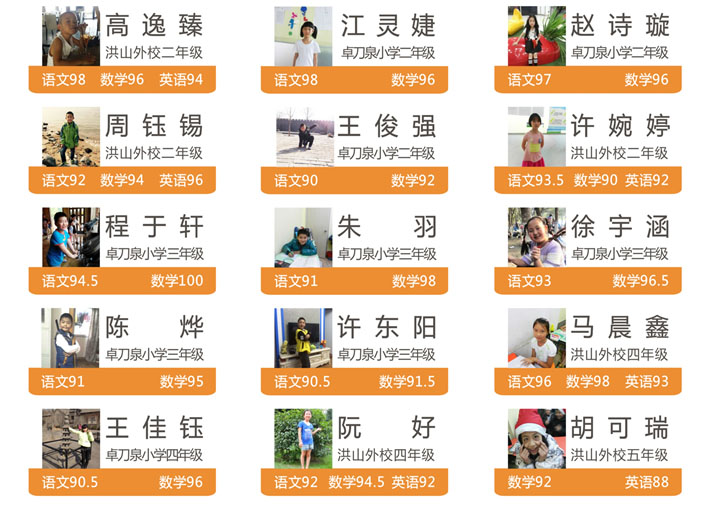 高逸臻
洪山外校二年级
语文98 数学96 英语94
江灵婕
卓刀泉小学二年级
语文98 数学96
赵诗璇
卓刀泉小学二年级
语文97 数学96
周钰锡
洪山外校二年级
语文92 数学94 英语96
王俊强
卓刀泉小学二年级
语文90 数学92
许婉婷
洪山外校二年级
语文93.5 数学90 英语92
程于轩
卓刀泉小学三年级
语文94.5 数学100
朱羽
卓刀泉小学三年级
语文91 数学98
徐宇涵
卓刀泉小学三年级
语文93 数学96.5
陈烨
卓刀泉小学三年级
语文91 数学95
许东阳
卓刀泉小学三年级
语文90.5 数学91.5
马晨鑫
洪山外校四年级
语文96 数学98 英语93
王佳钰
卓刀泉小学四年级
语文90.5 数学96
阮好
洪山外校四年级
语文92 数学94.5 英语92
胡可瑞
洪山外校五年级
数学92 英语88